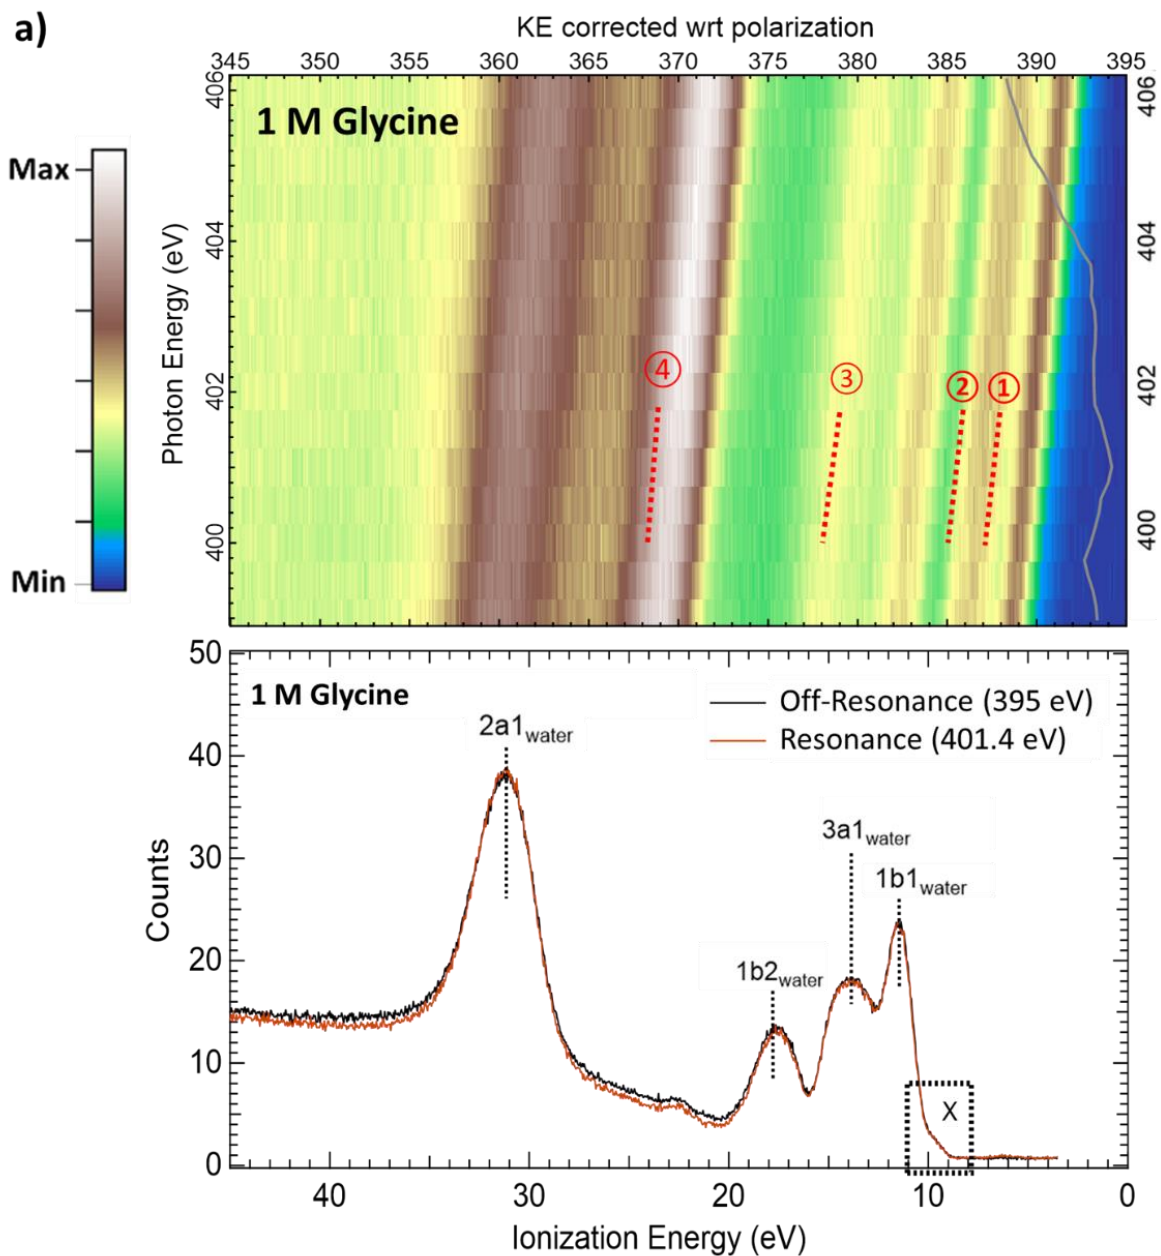 a)
KE corrected wrt polarization
345 350 355 360 365 370 375 380 385 390 395
1 M Glycine
Max
Min
Photon Energy (eV)
406
404
402
400
406
404
402
400
④
③
②
①
50
40
30
20
10
0
Counts
1 M Glycine
Off-Resonance (395 eV)
Resonance (401.4 eV)
2a1water
3a1water
1b1water
1b2water
X
40 30 20 10 0
Ionization Energy (eV)